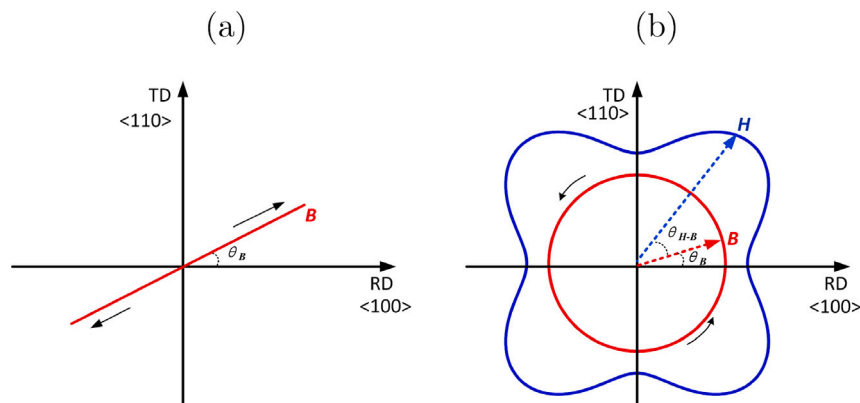 (a)
TD
<110>
B
θB
RD
<100>
(b)
TD
<110>
H
θH-B
B
θB
RD
<100>